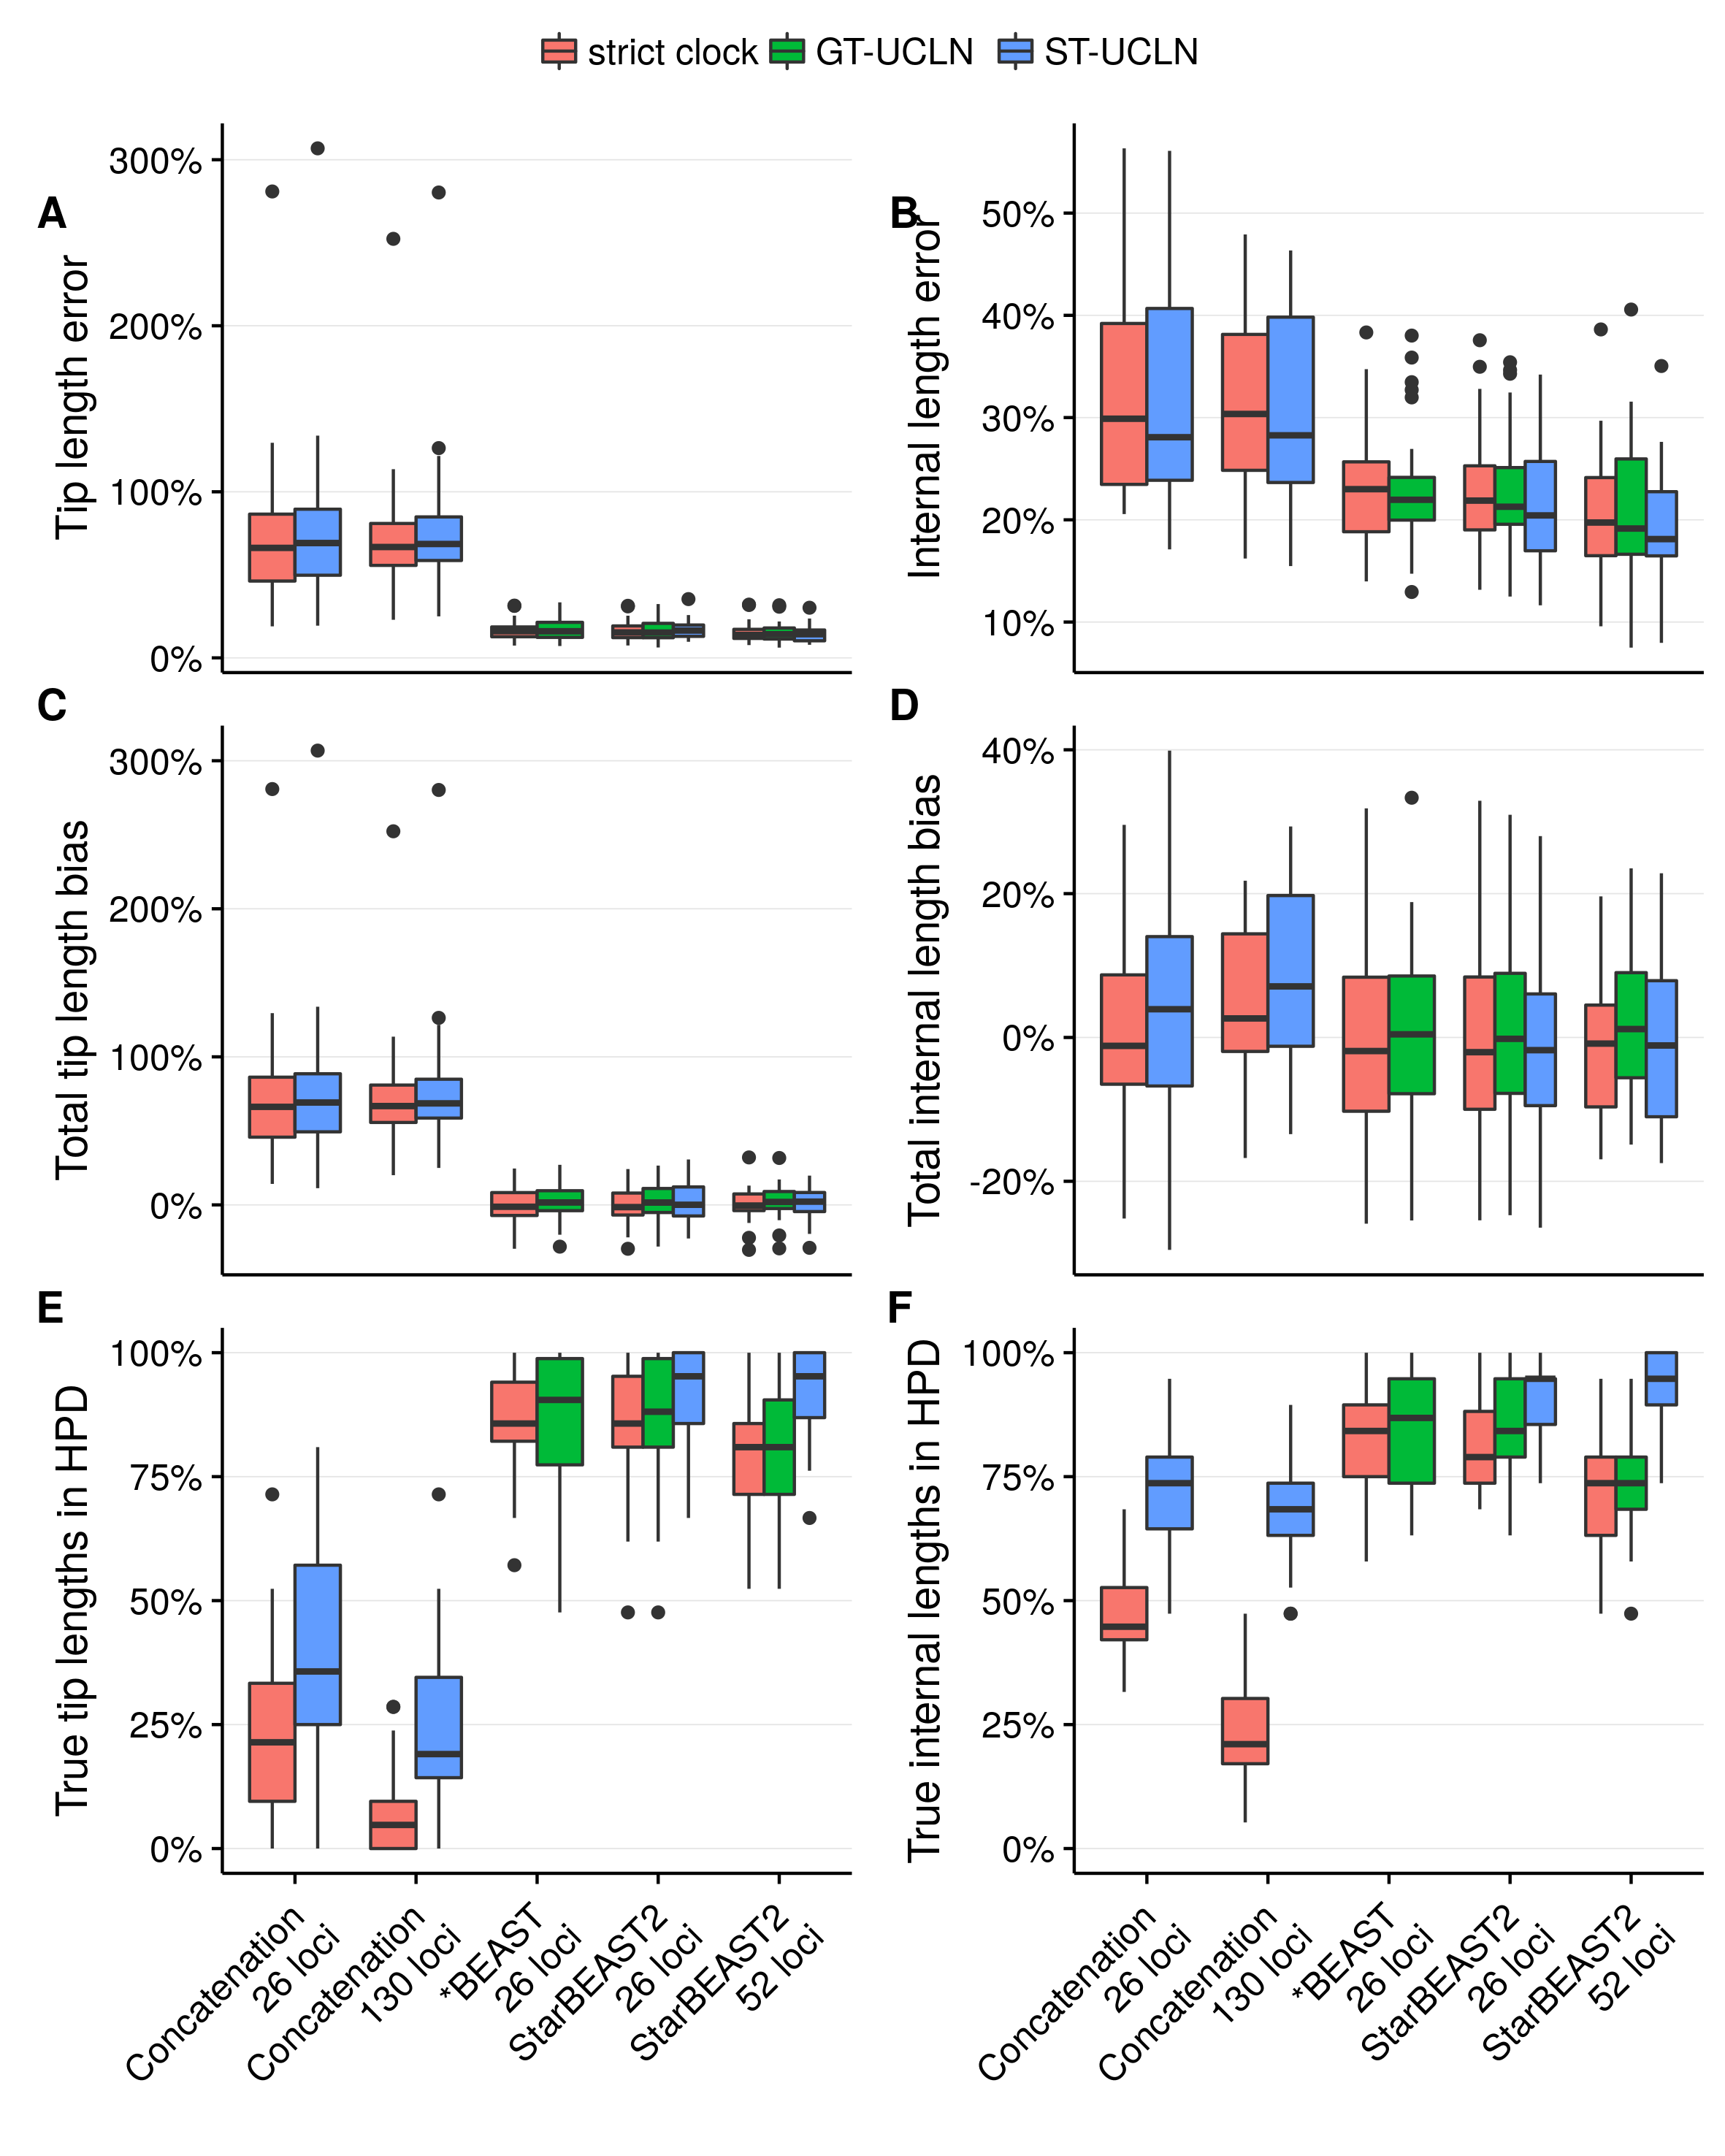 strict clock GT-UCLN ST-UCLN
A
Tip length error
300%
200%
100%
0%
B
Internal length error
50%
40%
30%
20%
10%
C
Total tip length bias
300%
200%
100%
0%
D
Total internal length bias
40%
20%
0%
-20%
E
True tip lengths in HPD
100%
75%
50%
25%
0%
F
True internal lengths in HPD
100%
75%
50%
25%
0%
Concatenation
26 loci
Concatenation
130 loci
*BEAST
26 loci
StarBEAST2
26 loci
StarBEAST2
52 loci
Concatenation
26 loci
Concatenation
130 loci
*BEAST
26 loci
StarBEAST2
26 loci
StarBEAST2
52 loci